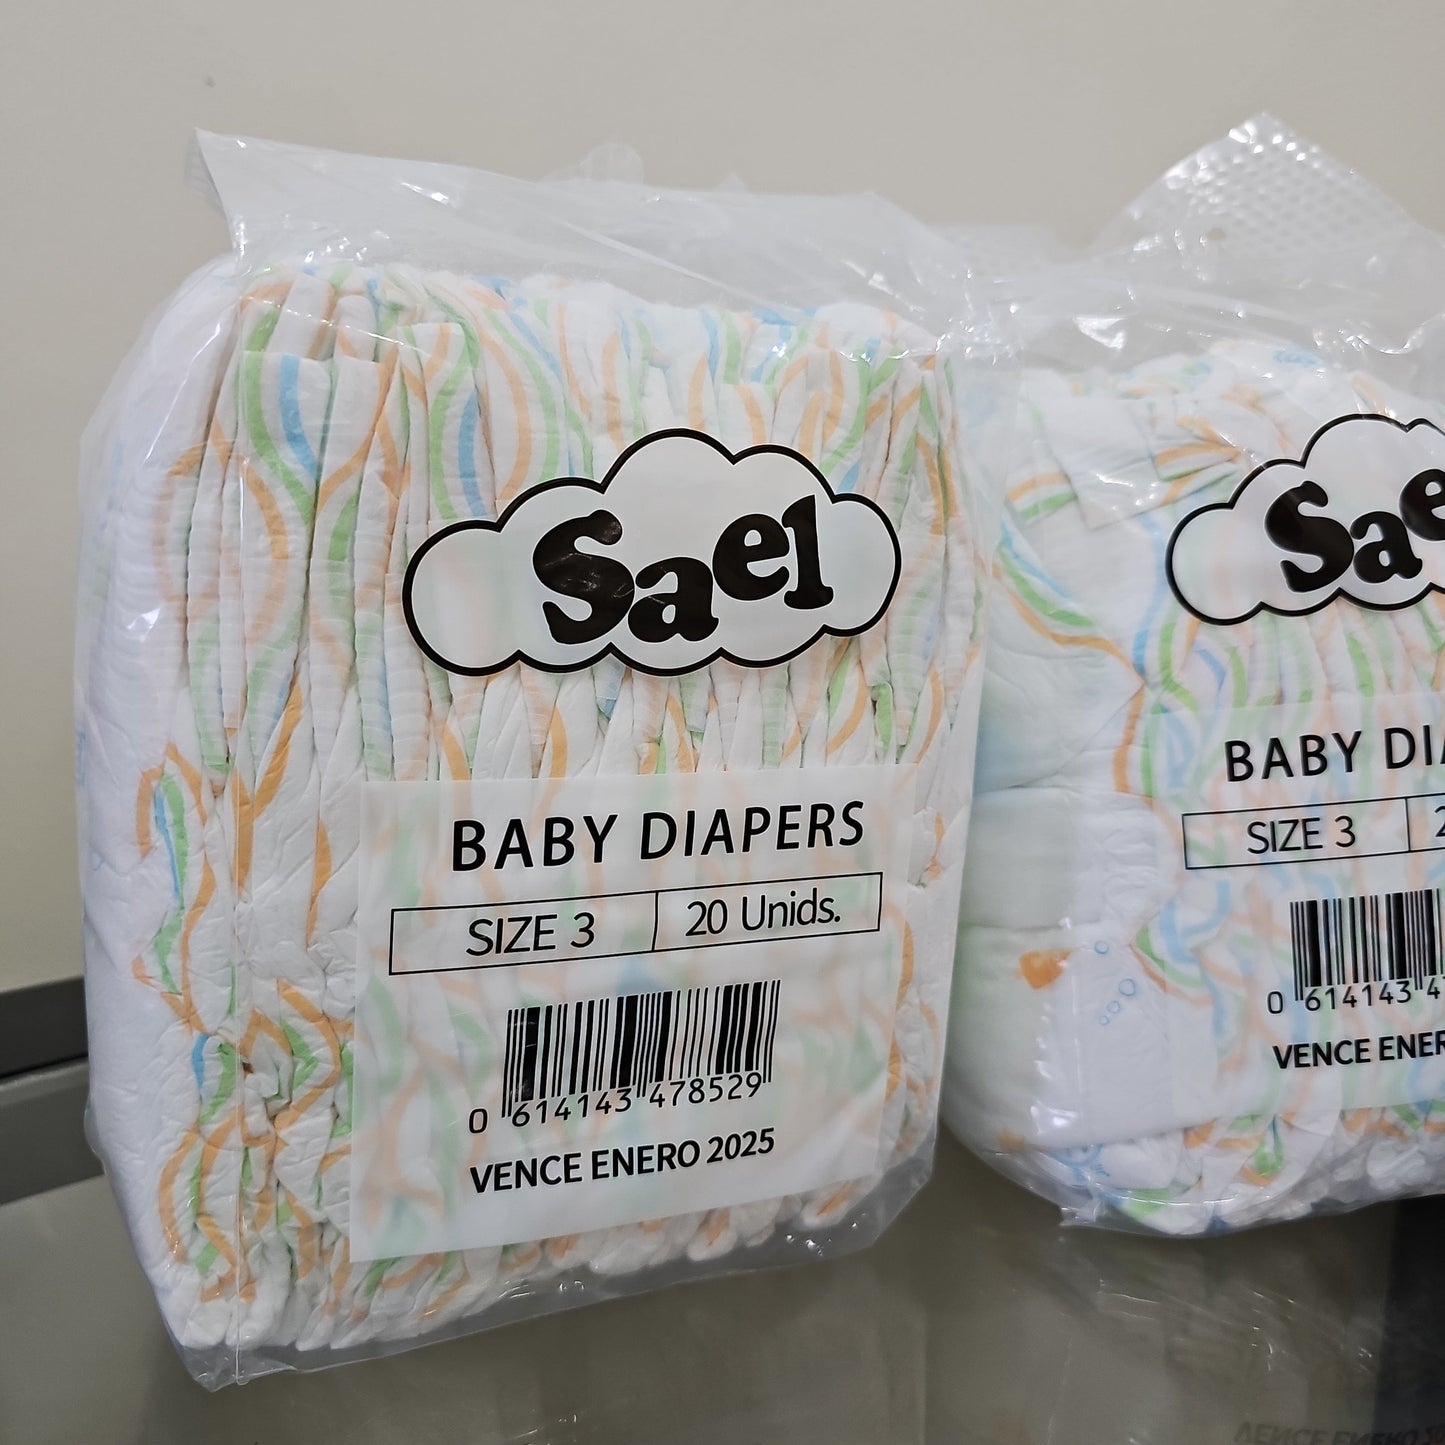 Sael
BABY DIAPERS
SIZE 3
20 Unids.
0 614143 478529
VENCE ENERO 2025
Sae
BABY DI
SIZE 3
2
0 614143 4
VENCE ENER